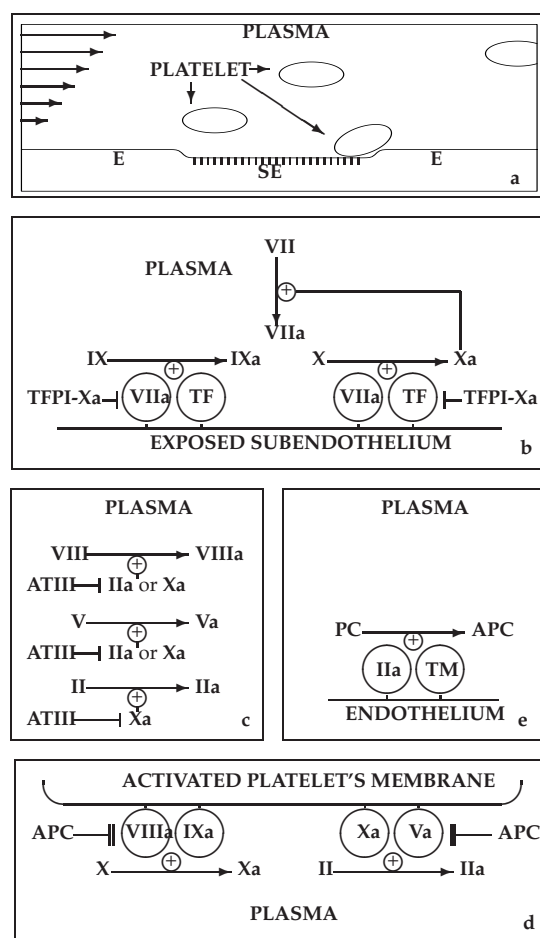 PLASMA
PLATELET
E
E
SE
a
VII
PLASMA
VIIa
IX
IXa
X
Xa
TFPI-Xa
VIIa
TF
VIIa
TF
TFPI-Xa
EXPOSED SUBENDOTHELIUM
b
PLASMA
VIII
VIIIa
ATIII
IIa or Xa
V
Va
ATIII
IIa or Xa
II
IIa
ATIII
Xa
c
PLASMA
PC
APC
IIa
TM
ENDOTHELIUM
e
ACTIVATED PLATELET'S MEMBRANE
APC
VIIIa
IXa
Xa
Va
APC
X
Xa
II
IIa
PLASMA
d